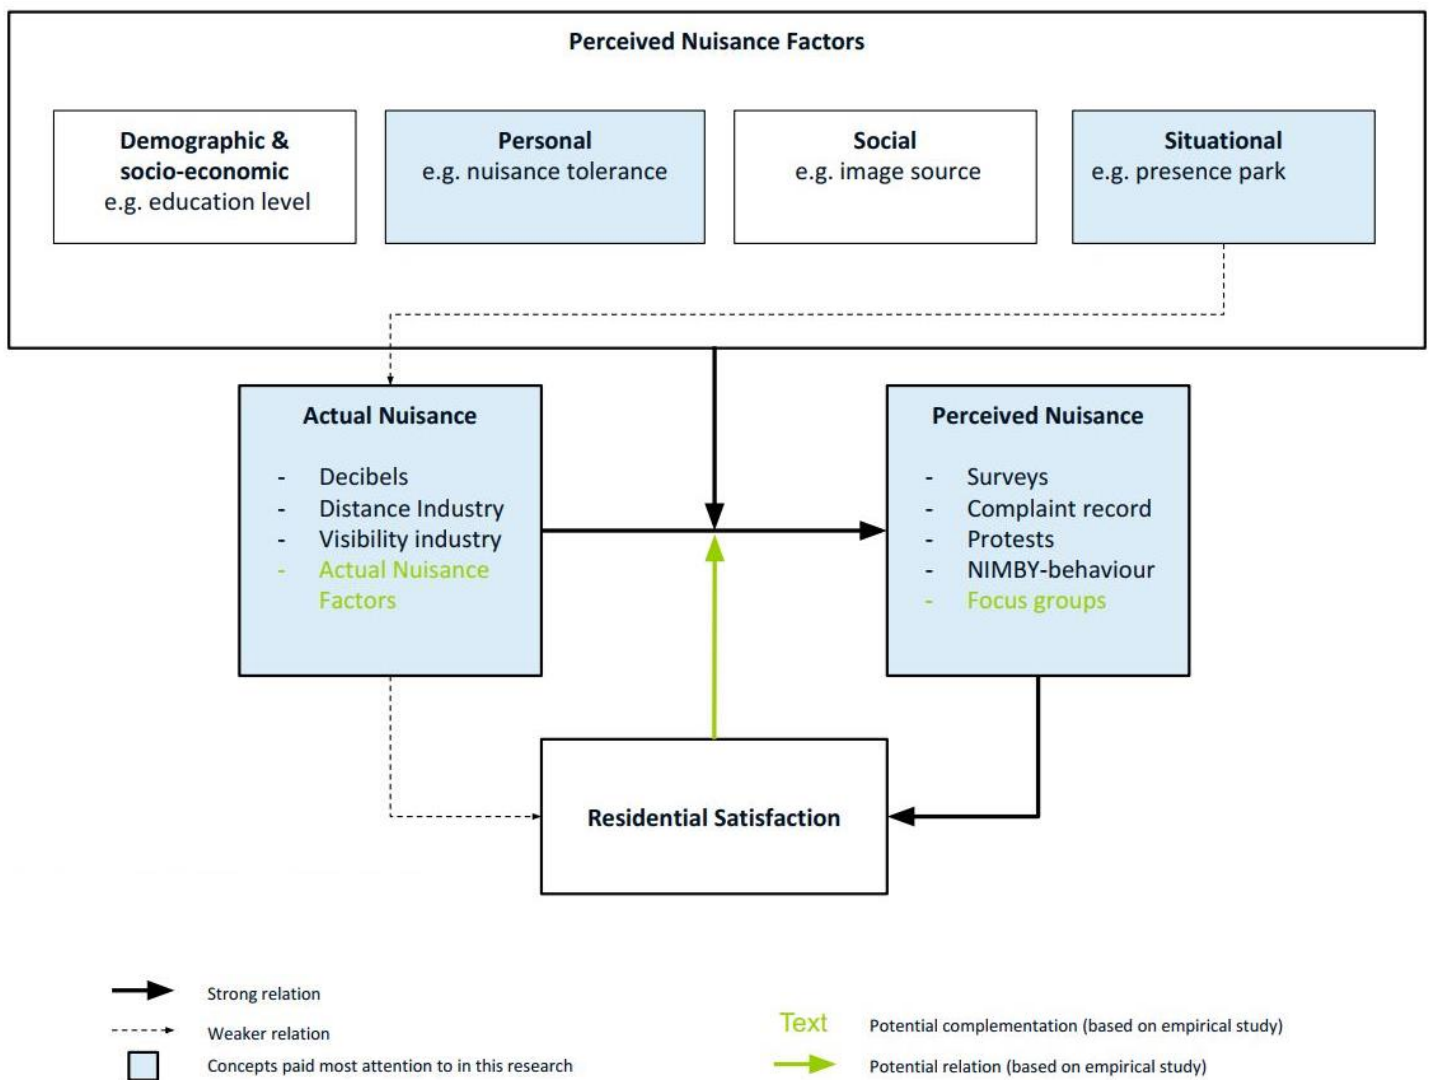 Perceived Nuisance Factors
Demographic &
socio-economic
e.g. education level
Personal
e.g. nuisance tolerance
Social
e.g. image source
Situational
e.g. presence park
Actual Nuisance
- Decibels
- Distance Industry
- Visibility industry
- Actual Nuisance
Factors
Perceived Nuisance
- Surveys
- Complaint record
- Protests
- NIMBY-behaviour
- Focus groups
Residential Satisfaction
Strong relation
Weaker relation
Concepts paid most attention to in this research
Text Potential complementation (based on empirical study)
Potential relation (based on empirical study)